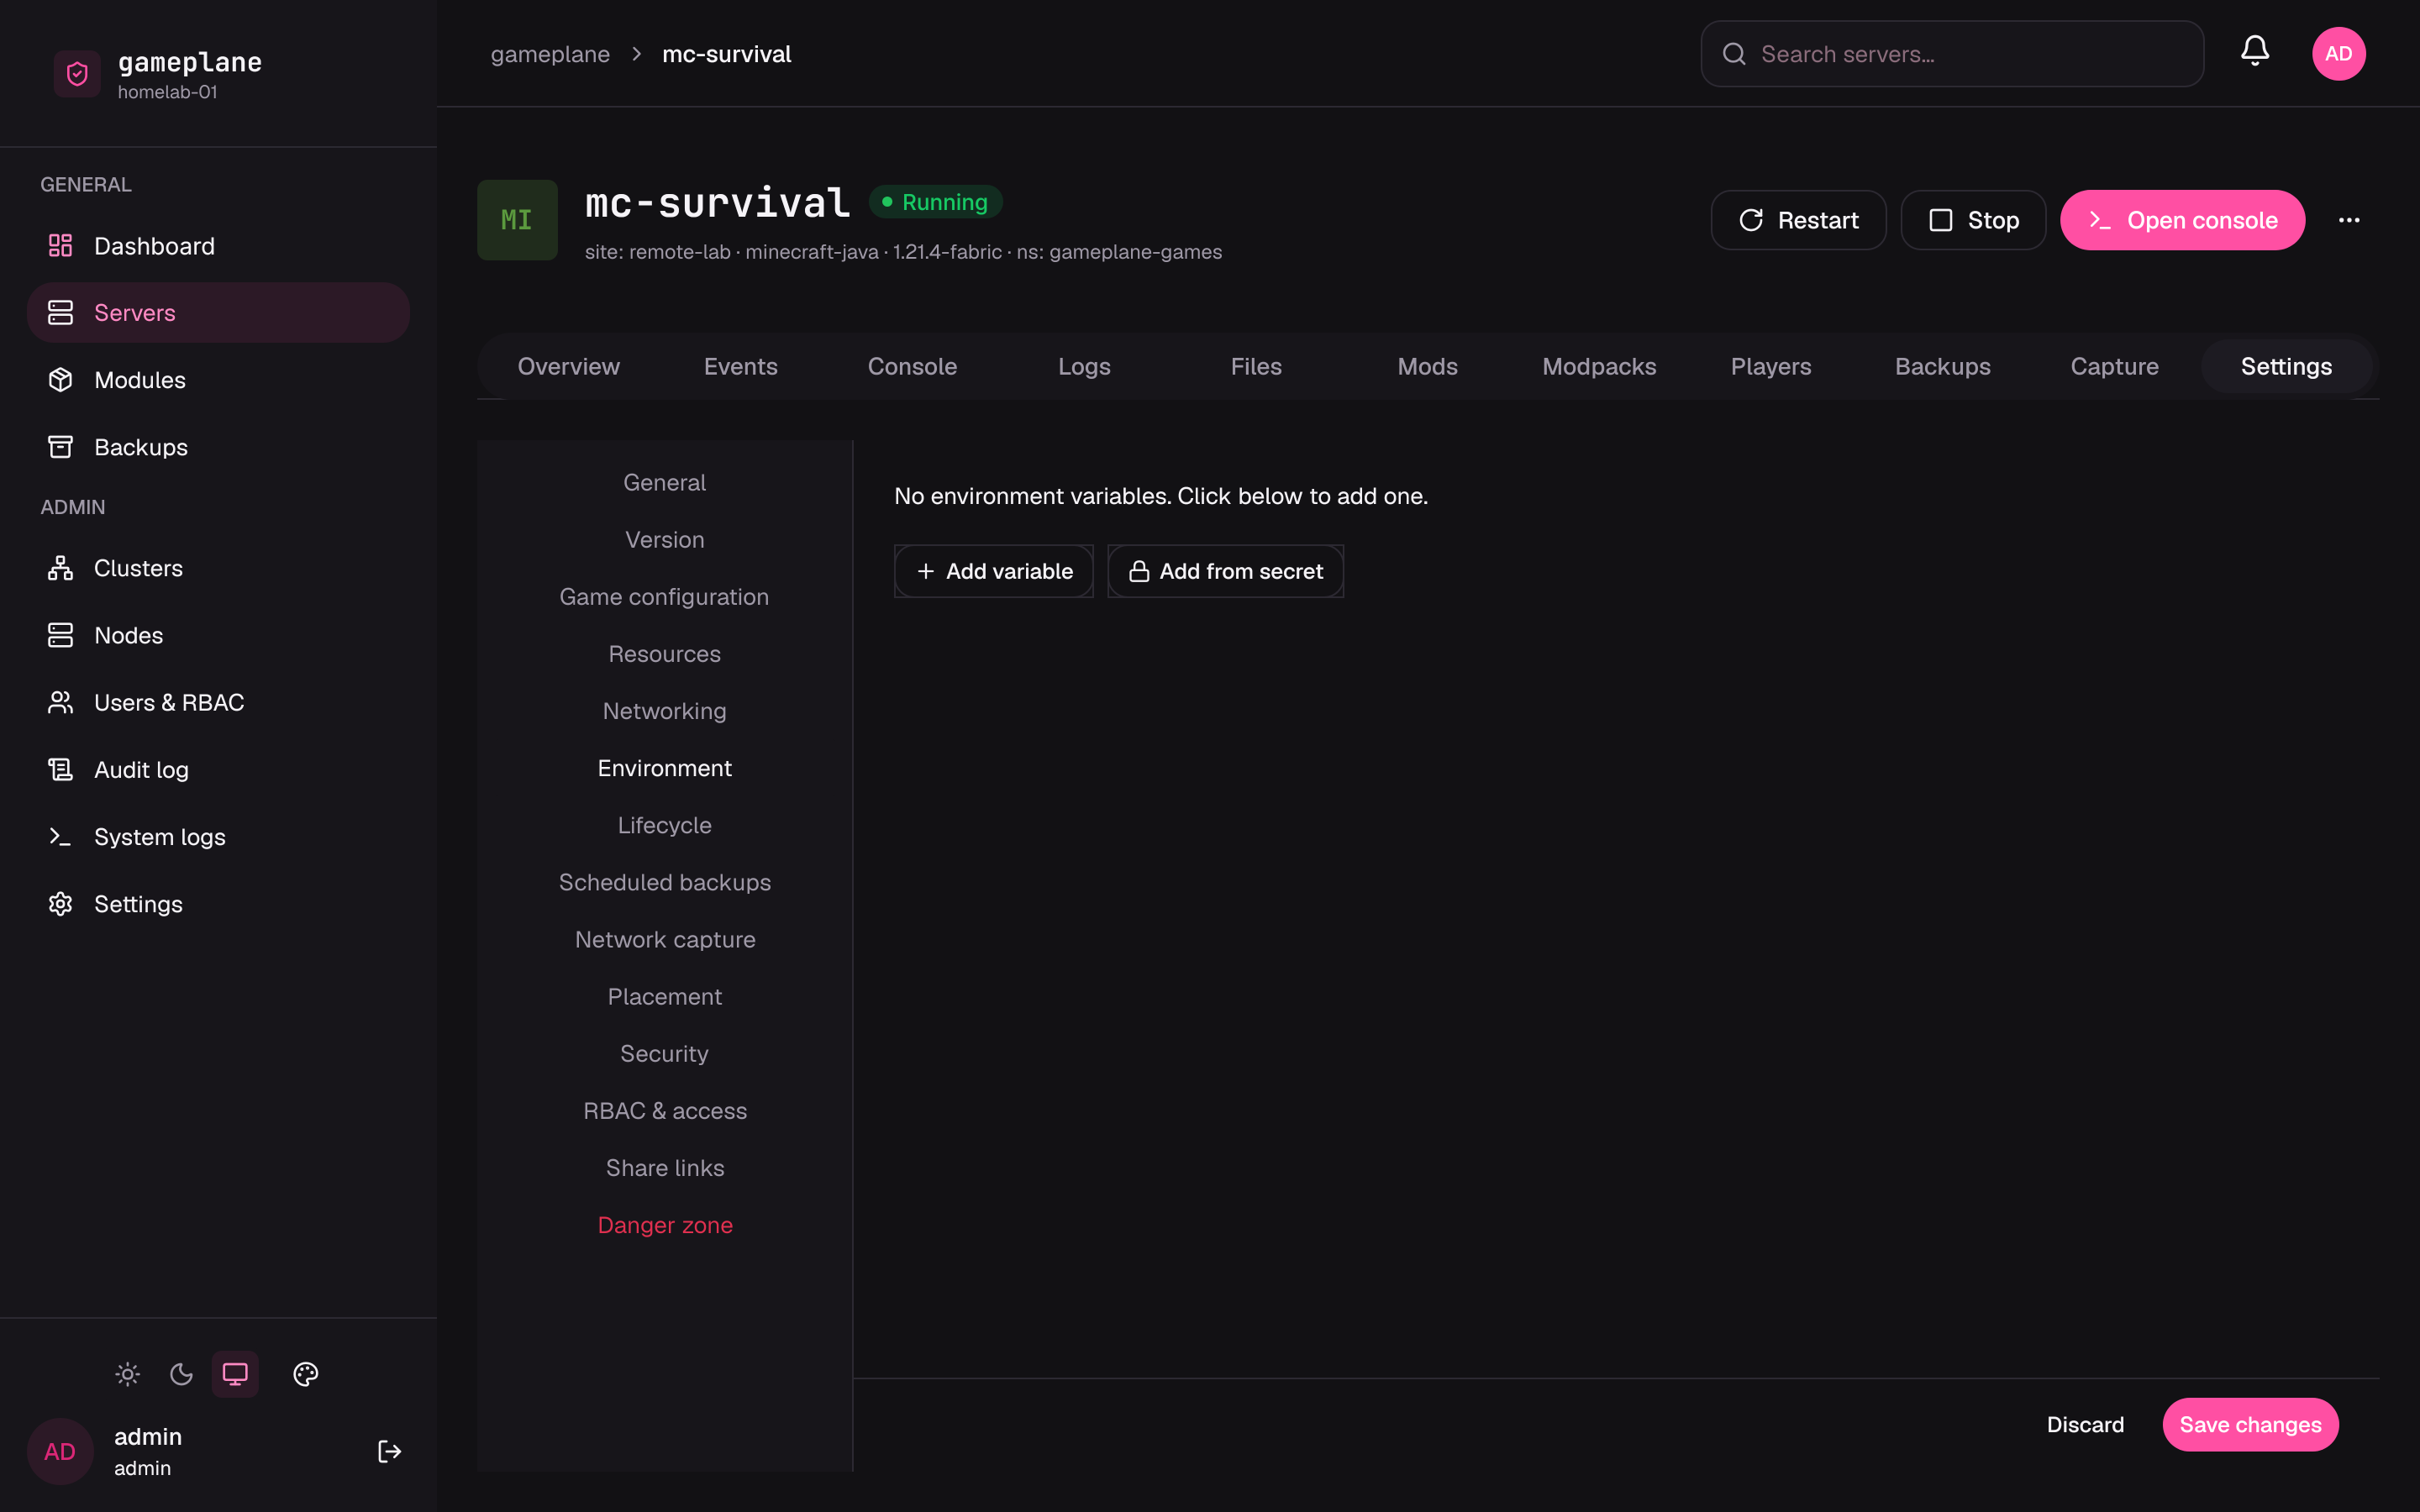 gameplane
homelab-01
GENERAL
Dashboard
Servers
Modules
Backups
ADMIN
Clusters
Nodes
Users & RBAC
Audit log
System logs
Settings
AD
admin
admin
gameplane
mc-survival
Search servers...
AD
MI
mc-survival
Running
site: remote-lab · minecraft-java · 1.21.4-fabric · ns: gameplane-games
Restart
Stop
Open console
Overview
Events
Console
Logs
Files
Mods
Modpacks
Players
Backups
Capture
Settings
General
Version
Game configuration
Resources
Networking
Environment
Lifecycle
Scheduled backups
Network capture
Placement
Security
RBAC & access
Share links
Danger zone
No environment variables. Click below to add one.
Add variable
Add from secret
Discard
Save changes